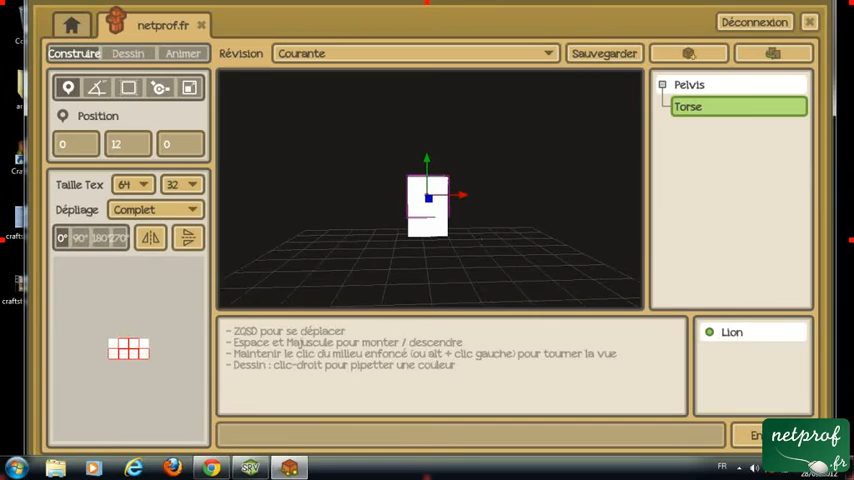 netprof.fr
Déconnexion
Construire Dessin Animer
Révision Courante Sauvegarder
Pelvis
Torse
Position
0 12 0
Taille Tex 64 32
Dépliage Complet
0° 90° 180° 270°
- ZQSD pour se déplacer
- Espace et Majuscule pour monter / descendre
- Maintenir le clic du milieu enfoncé (ou alt + clic gauche) pour tourner la vue
- Dessin : clic-droit pour pipetter une couleur
Lion
netprof
.fr
SRV
FR